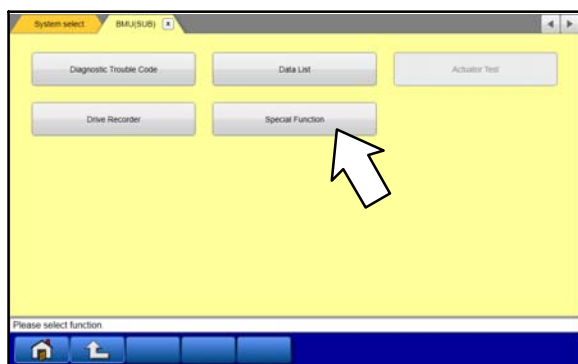 System select BMU(SUB) x
Diagnostic Trouble Code Data List Actuator Test
Drive Recorder Special Function
Please select function